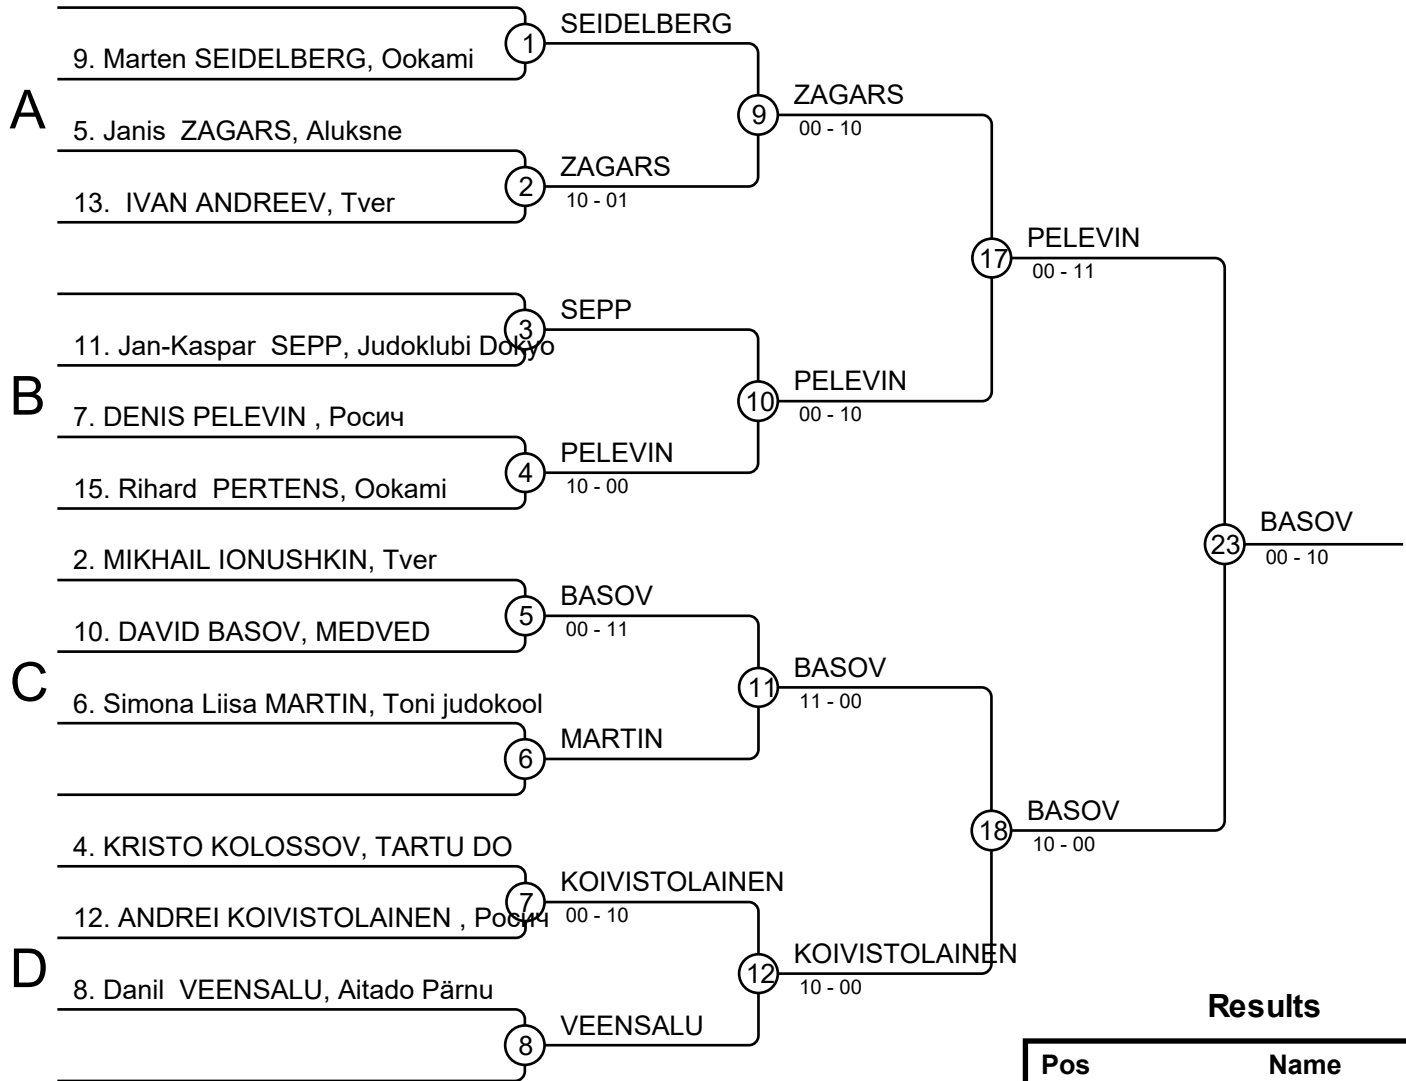 SEIDELBERG
1
9. Marten SEIDELBERG, Ookami
A
ZAGARS
9
00 - 10
5. Janis  ZAGARS, Aluksne
ZAGARS
2
10 - 01
13.  IVAN ANDREEV, Tver
PELEVIN
17
00 - 11
SEPP
3
11. Jan-Kaspar  SEPP, Judoklubi Dokyo
B
PELEVIN
10
00 - 10
7. DENIS PELEVIN , Росич
PELEVIN
4
10 - 00
15. Rihard  PERTENS, Ookami
BASOV
23
00 - 10
2. MIKHAIL IONUSHKIN, Tver
BASOV
5
00 - 11
10. DAVID BASOV, MEDVED
C
BASOV
11
11 - 00
6. Simona Liisa MARTIN, Toni judokool
MARTIN
6
BASOV
18
10 - 00
4. KRISTO KOLOSSOV, TARTU DO
KOIVISTOLAINEN
7
00 - 10
12. ANDREI KOIVISTOLAINEN , Росич
D
KOIVISTOLAINEN
12
10 - 00
8. Danil  VEENSALU, Aitado Pärnu
VEENSALU
8
Results
Pos Name